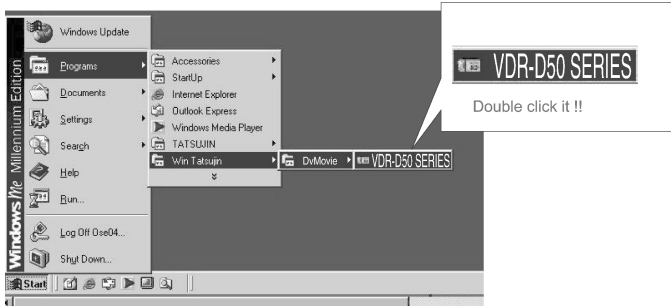 Windows Me Millennium Edition
Windows Update
Programs
Documents
Settings
Search
Help
Run...
Log Off Ose04...
Shut Down...
Accessories
StartUp
Internet Explorer
Outlook Express
Windows Media Player
TATSUJIN
Win Tatsujin
DvMovie
VDR-D50 SERIES
VDR-D50 SERIES
Double click it !!
Start